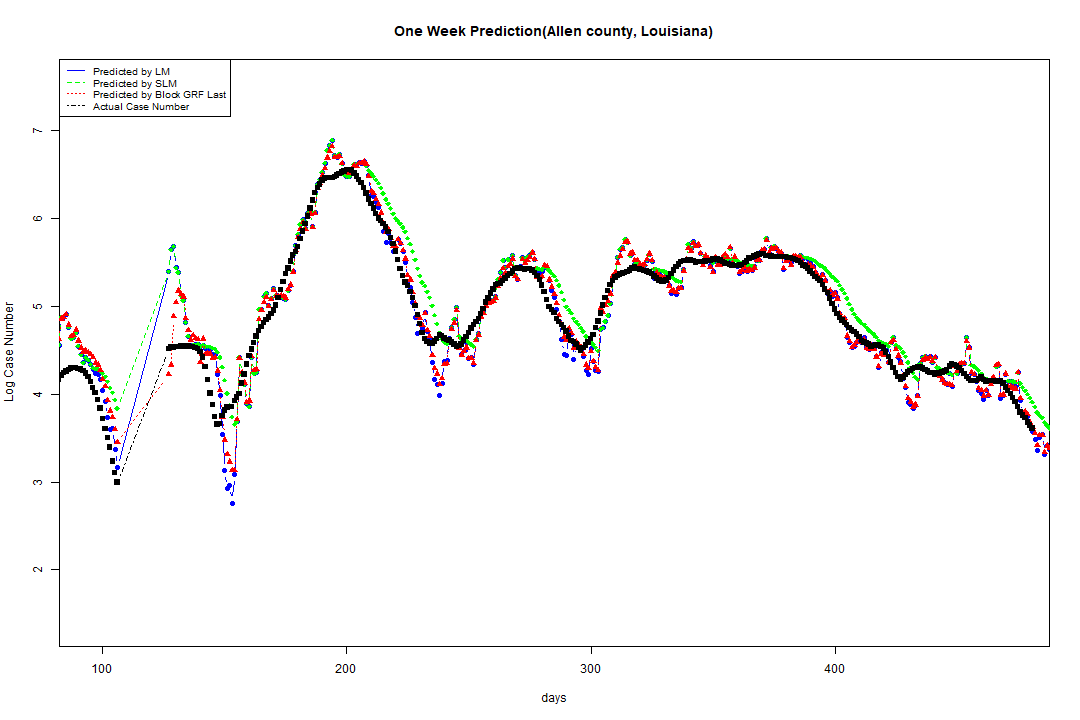 One Week Prediction(Allen county, Louisiana)
Predicted by LM
Predicted by SLM
Predicted by Block GRF Last
Actual Case Number
7
6
5
4
3
2
Log Case Number
100 200 300 400
days